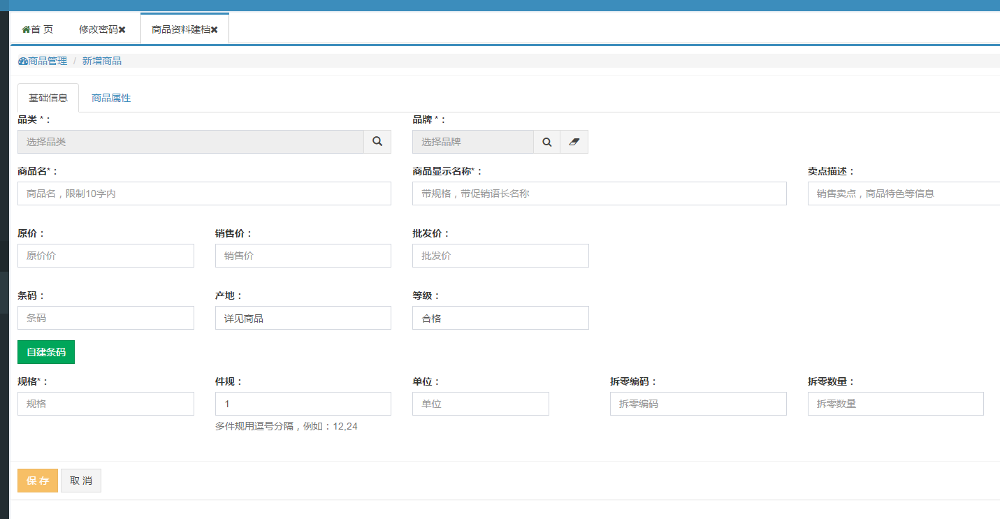 首 页 修改密码 商品资料建档
商品管理 / 新增商品
基础信息 商品属性
品类 *： 品牌 *：
选择品类 选择品牌
商品名*： 商品显示名称*： 卖点描述：
商品名，限制10字内 带规格，带促销语长名称 销售卖点，商品特色等信息
原价： 销售价： 批发价：
原价价 销售价 批发价
条码： 产地： 等级：
条码 详见商品 合格
自建条码
规格*： 件规： 单位： 拆零编码： 拆零数量：
规格 1 单位 拆零编码 拆零数量
多件规用逗号分隔，例如：12,24
保 存 取 消